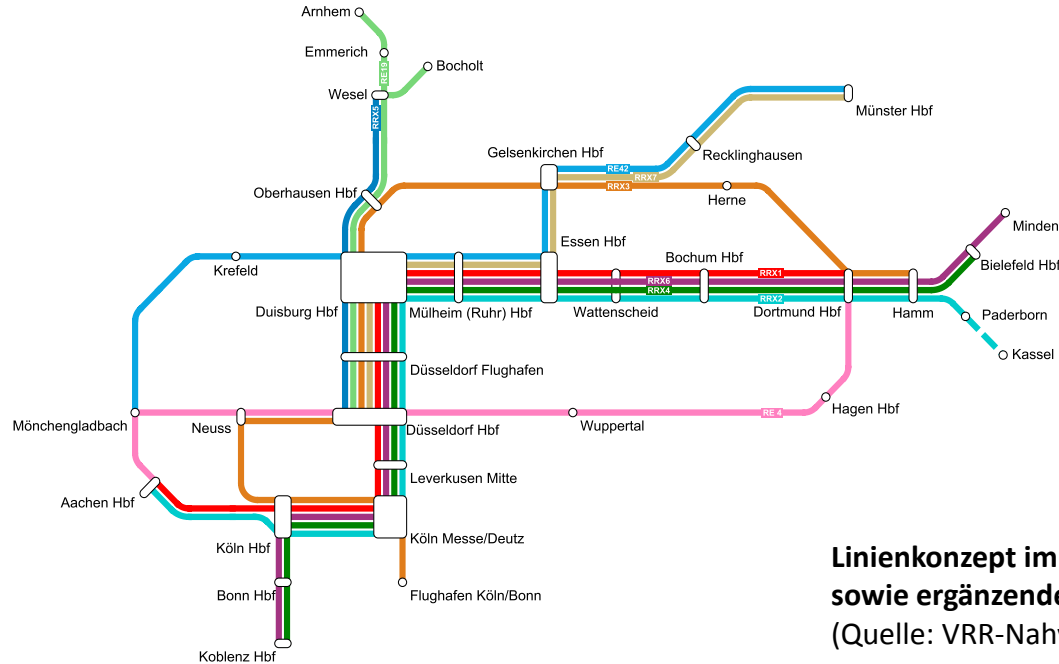 Arnhem
Emmerich
Bocholt
RE19
Wesel
RRX5
Münster Hbf
Gelsenkirchen Hbf
Recklinghausen
RE42
RRX7
RRX3
Oberhausen Hbf
Herne
Minden
Essen Hbf
Krefeld
Bochum Hbf
Bielefeld Hbf
RRX1
RRX6
RRX4
RRX2
Duisburg Hbf
Mülheim (Ruhr) Hbf
Wattenscheid
Dortmund Hbf
Hamm
Paderborn
Kassel
Düsseldorf Flughafen
Hagen Hbf
RE 4
Mönchengladbach
Neuss
Düsseldorf Hbf
Wuppertal
Leverkusen Mitte
Aachen Hbf
Köln Hbf
Köln Messe/Deutz
Bonn Hbf
Flughafen Köln/Bonn
Koblenz Hbf
Linienkonzept im
sowie ergänzende
(Quelle: VRR-Nahv